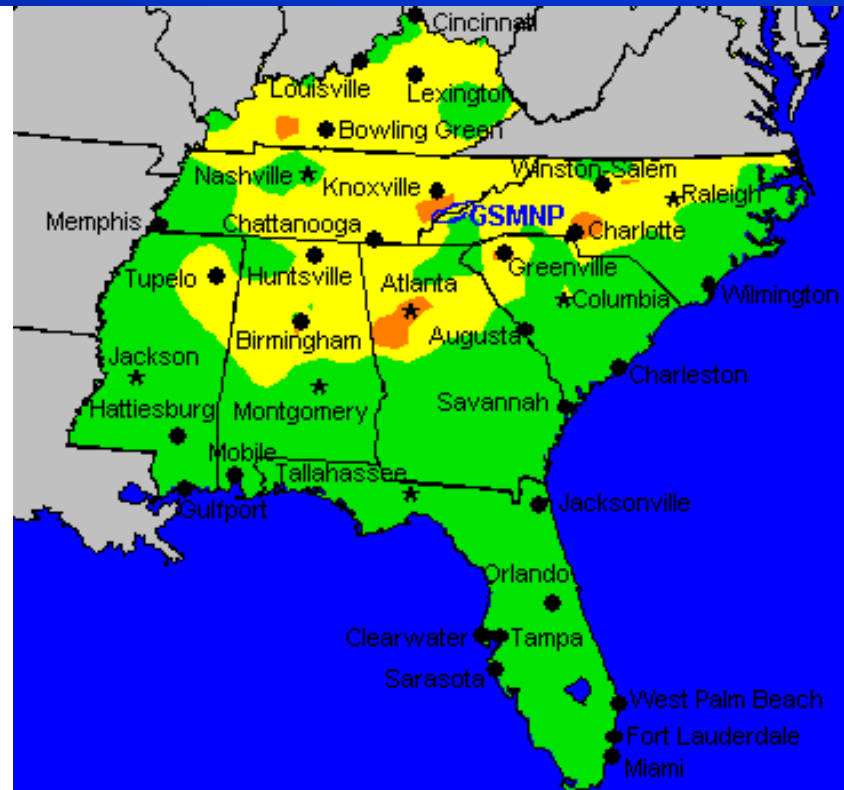 Cincinnati
Louisville
Lexington
Bowling Green
Nashville
Knoxville
Winston-Salem
Raleigh
GSMNP
Memphis
Chattanooga
Charlotte
Tupelo
Huntsville
Atlanta
Greenville
Columbia
Wilmington
Birmingham
Augusta
Jackson
Charleston
Hattiesburg
Montgomery
Savannah
Mobile
Tallahassee
Gulfport
Jacksonville
Orlando
Clearwater
Tampa
Sarasota
West Palm Beach
Fort Lauderdale
Miami